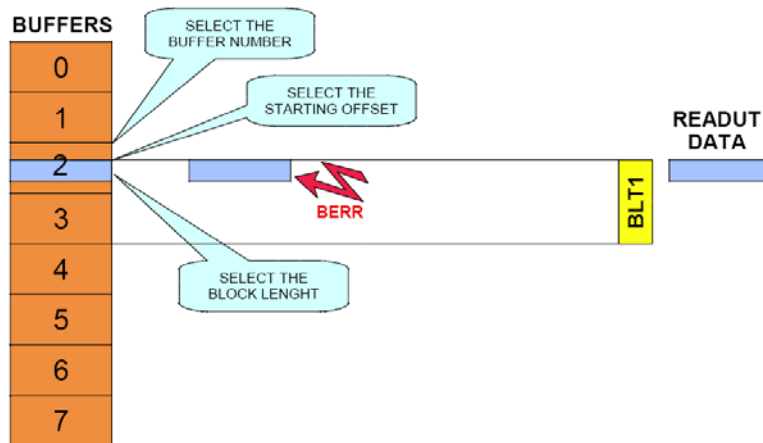 BUFFERS
0
1
2
3
4
5
6
7
SELECT THE
BUFFER NUMBER
SELECT THE
STARTING OFFSET
READUT
DATA
BERR
BLT1
SELECT THE
BLOCK LENGHT